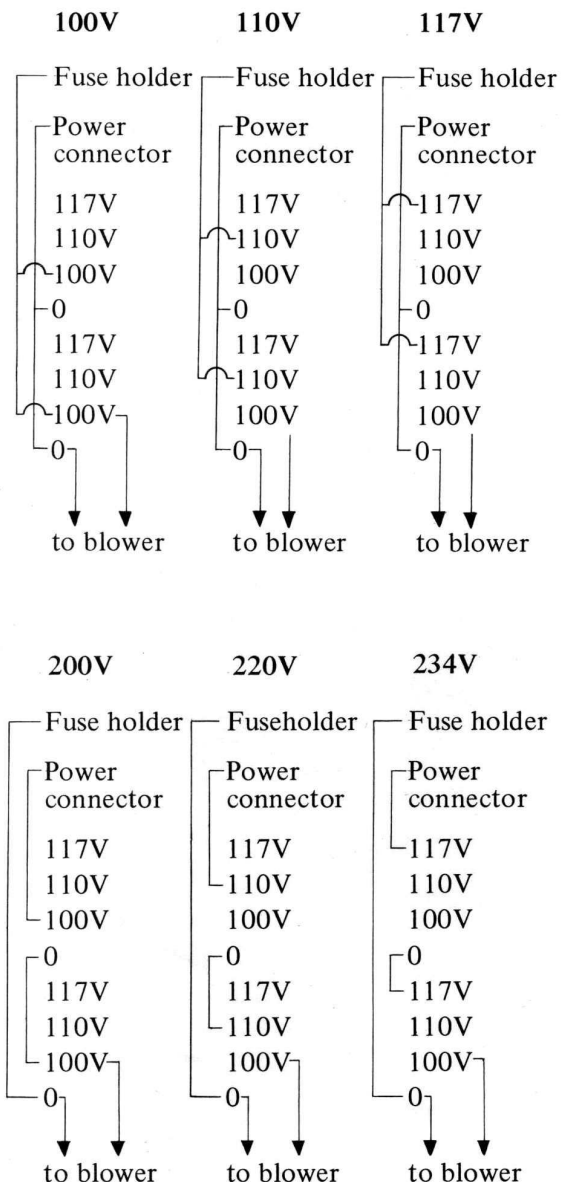 100V 110V 117V
Fuse holder Fuse holder Fuse holder
Power Power Power
connector connector connector
117V 117V 117V
110V 110V 110V
100V 100V 100V
0 0 0
117V 117V 117V
110V 110V 110V
100V 100V 100V
0 0 0
to blower to blower to blower
200V 220V 234V
Fuse holder Fuseholder Fuse holder
Power Power Power
connector connector connector
117V 117V 117V
110V 110V 110V
100V 100V 100V
0 0 0
117V 117V 117V
110V 110V 110V
100V 100V 100V
0 0 0
to blower to blower to blower